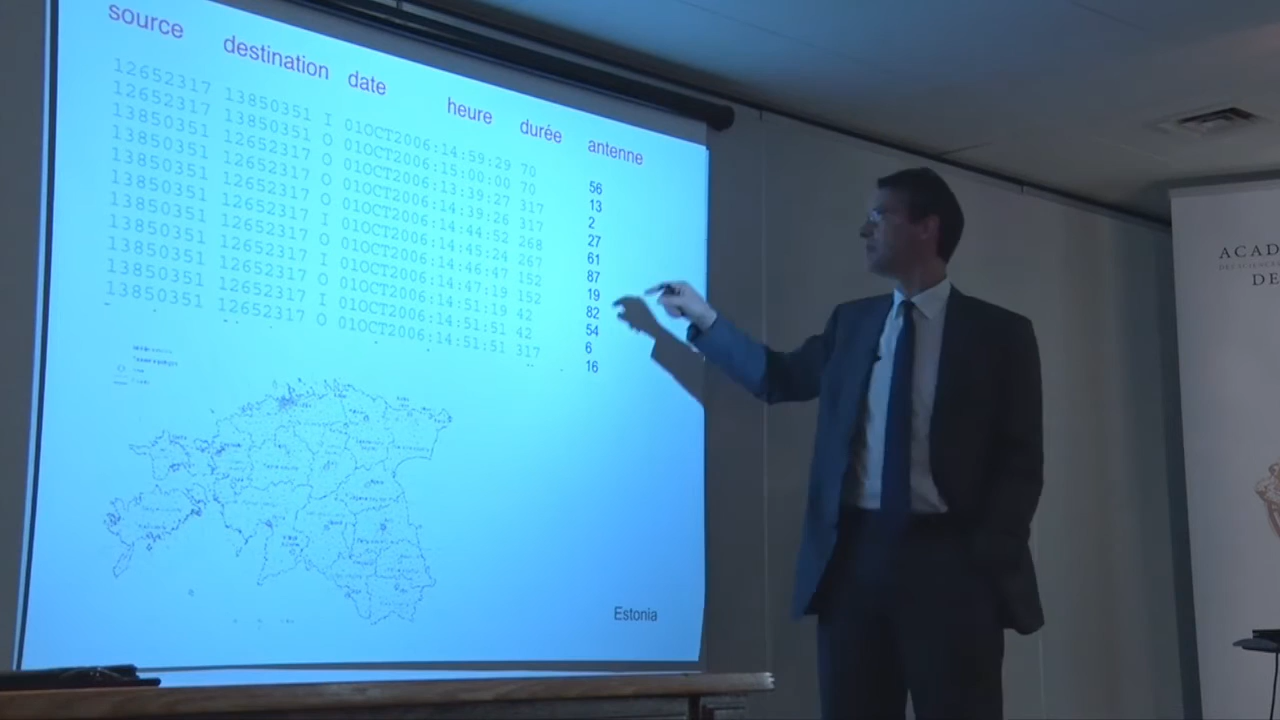 source destination date heure durée antenne
12652317 13850351 I 01OCT2006:14:59:29 70 56
12652317 13850351 O 01OCT2006:15:00:00 70 13
13850351 12652317 O 01OCT2006:13:39:27 317 2
13850351 12652317 O 01OCT2006:14:39:26 317 27
13850351 12652317 O 01OCT2006:14:44:52 268 61
13850351 12652317 I 01OCT2006:14:45:24 267 87
13850351 12652317 O 01OCT2006:14:46:47 152 19
13850351 12652317 I 01OCT2006:14:47:19 152 82
13850351 12652317 O 01OCT2006:14:51:19 42 54
13850351 12652317 I 01OCT2006:14:51:51 42 6
13850351 12652317 O 01OCT2006:14:51:51 317 16
Estonia
ACAD
DE